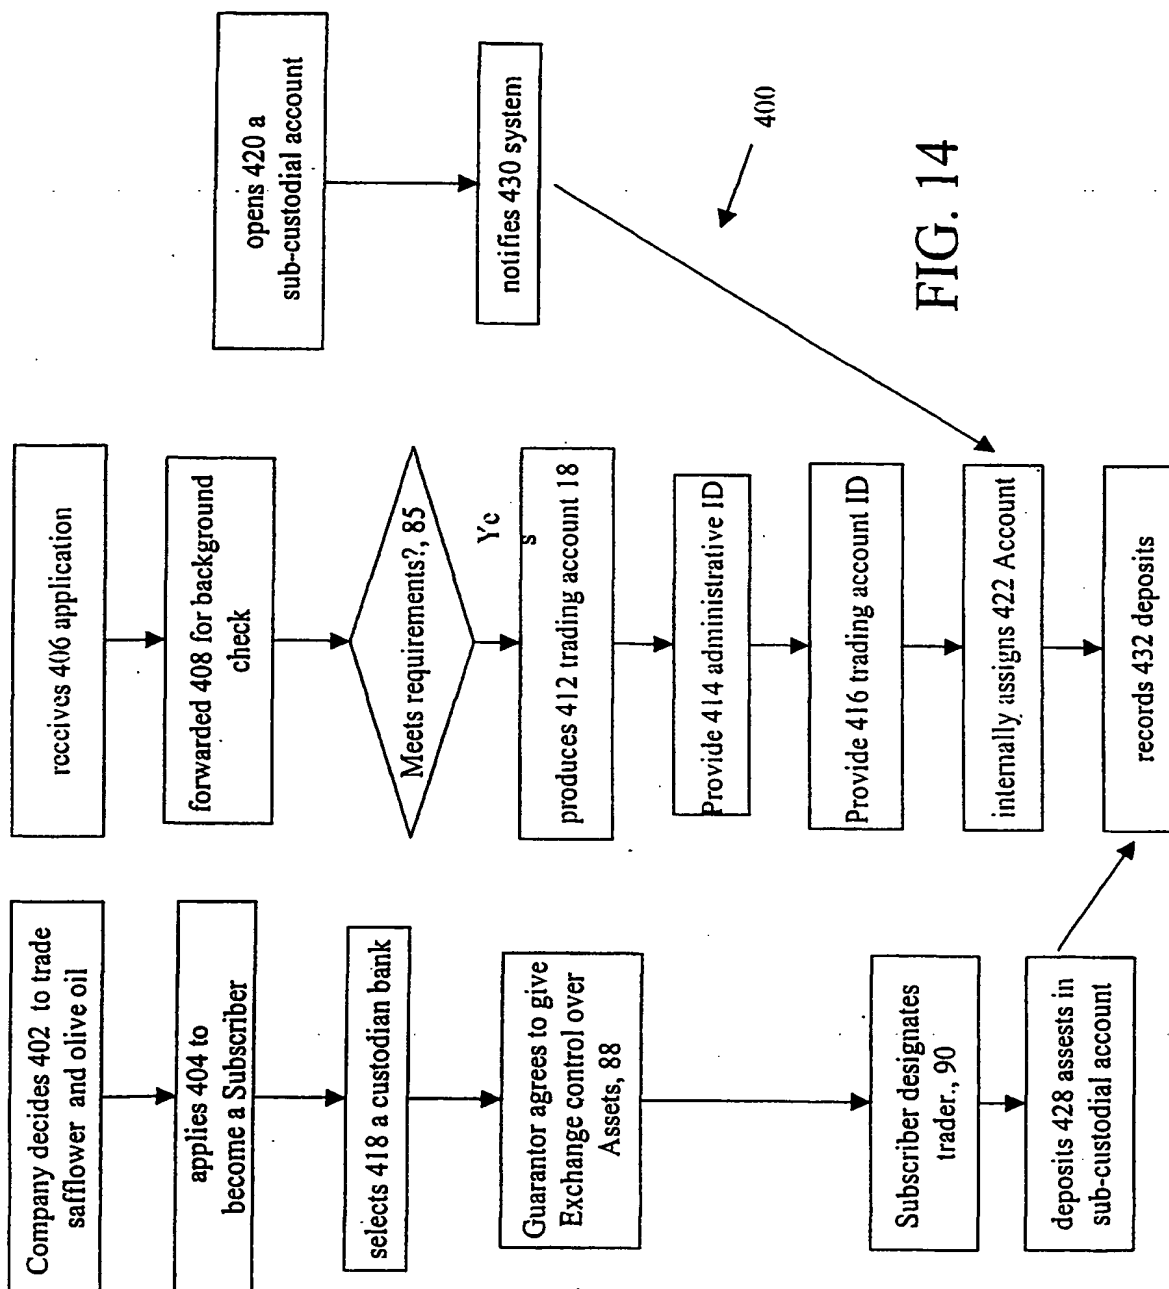 Company decides 402 to trade
safflower and olive oil
applies 404 to
become a Subscriber
selects 418 a custodian bank
Guarantor agrees to give
Exchange control over
Assets, 88
Subscriber designates
trader., 90
deposits 428 assests in
sub-custodial account
receives 406 application
forwarded 408 for background
check
Meets requirements?, 85
Yes
produces 412 trading account 18
Provide 414 administrative ID
Provide 416 trading account ID
internally assigns 422 Account
records 432 deposits
opens 420 a
sub-custodial account
notifies 430 system
400
FIG. 14